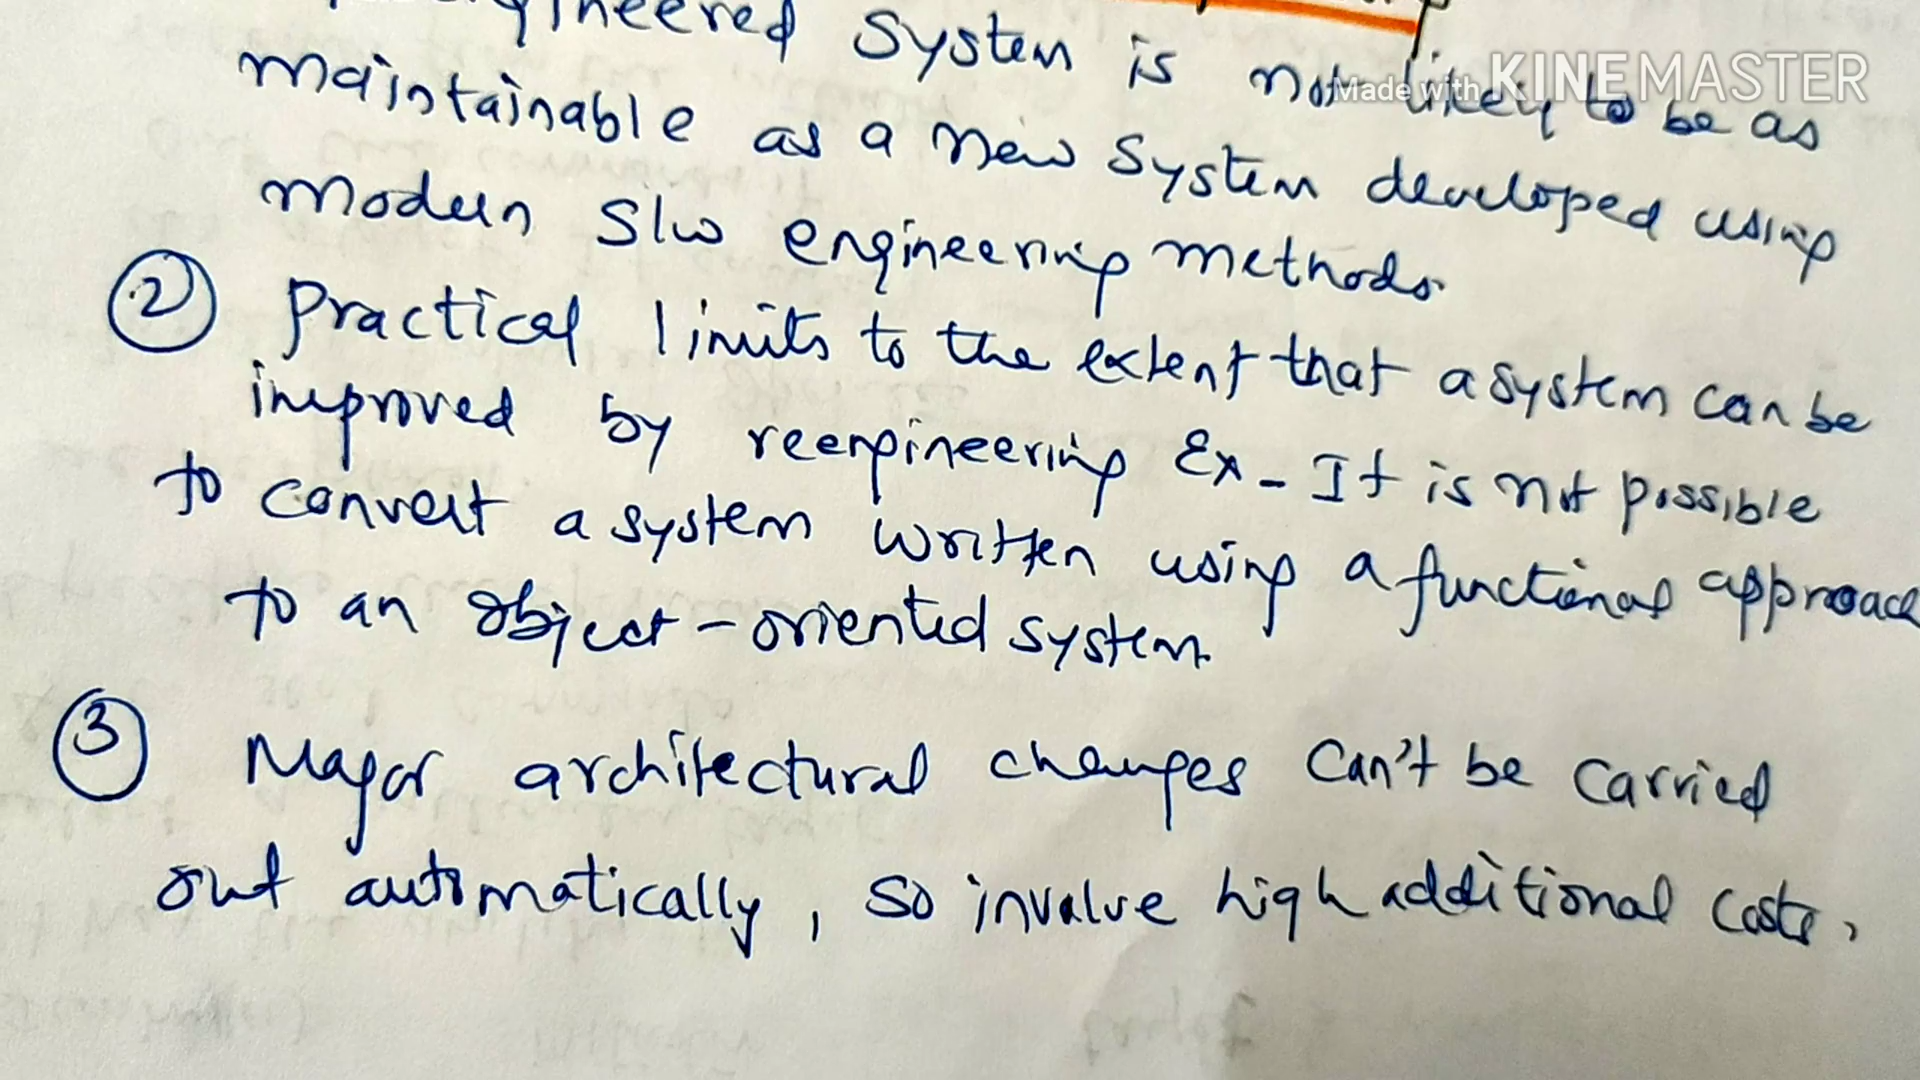 System is not likely to be as
maintainable as a new system developed using
modern S/w engineering methods.
② Practical limits to the extent that a system can be
improved by reengineering Ex - It is not possible
to convert a system written using a functional approach
to an object-oriented system.
③ Major architectural changes can't be carried
out automatically, so involve high additional costs.
Made with KINEMASTER